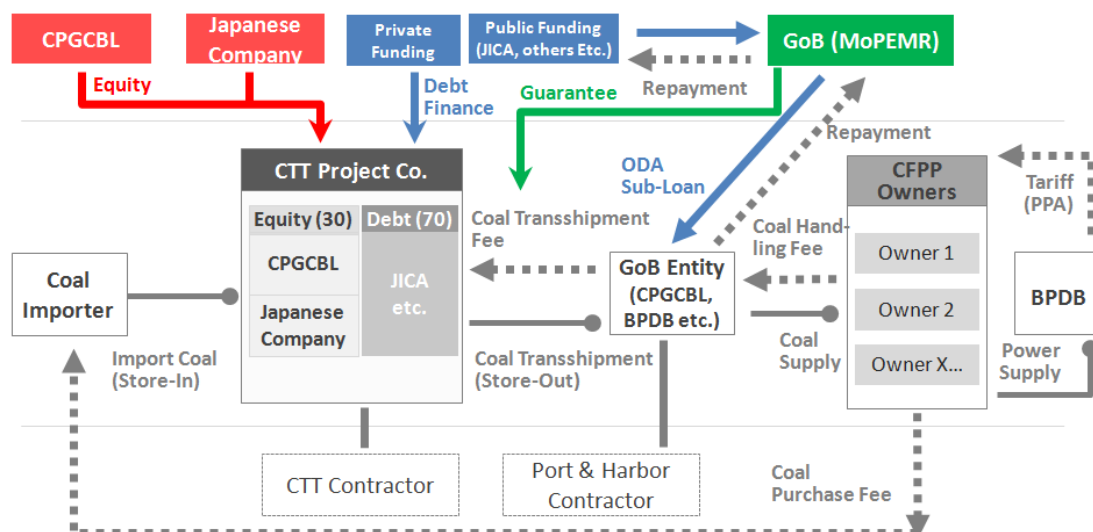 CPGCBL
Japanese
Company
Private
Funding
Public Funding
(JICA, others Etc.)
GoB (MoPEMR)
Equity
Debt
Finance
Guarantee
Repayment
Repayment
CTT Project Co.
ODA
Sub-Loan
CFPP
Owners
Tariff
(PPA)
Equity (30)
Debt (70)
Coal Transshipment
Fee
Coal Hand-
ling Fee
CPGCBL
JICA
etc.
Japanese
Company
Coal
Importer
GoB Entity
(CPGCBL,
BPDB etc.)
Owner 1
Owner 2
Owner X...
BPDB
Import Coal
(Store-In)
Coal Transshipment
(Store-Out)
Coal
Supply
Power
Supply
CTT Contractor
Port & Harbor
Contractor
Coal
Purchase Fee